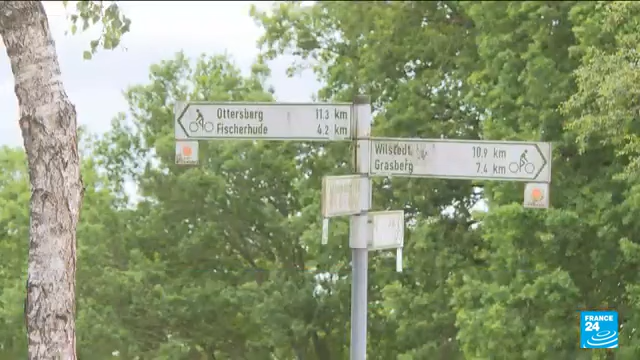 Ottersberg 11.3 km
Fischerhude 4.2 km
Wilstedt 10.9 km
Grasberg 7.4 km
FRANCE
24